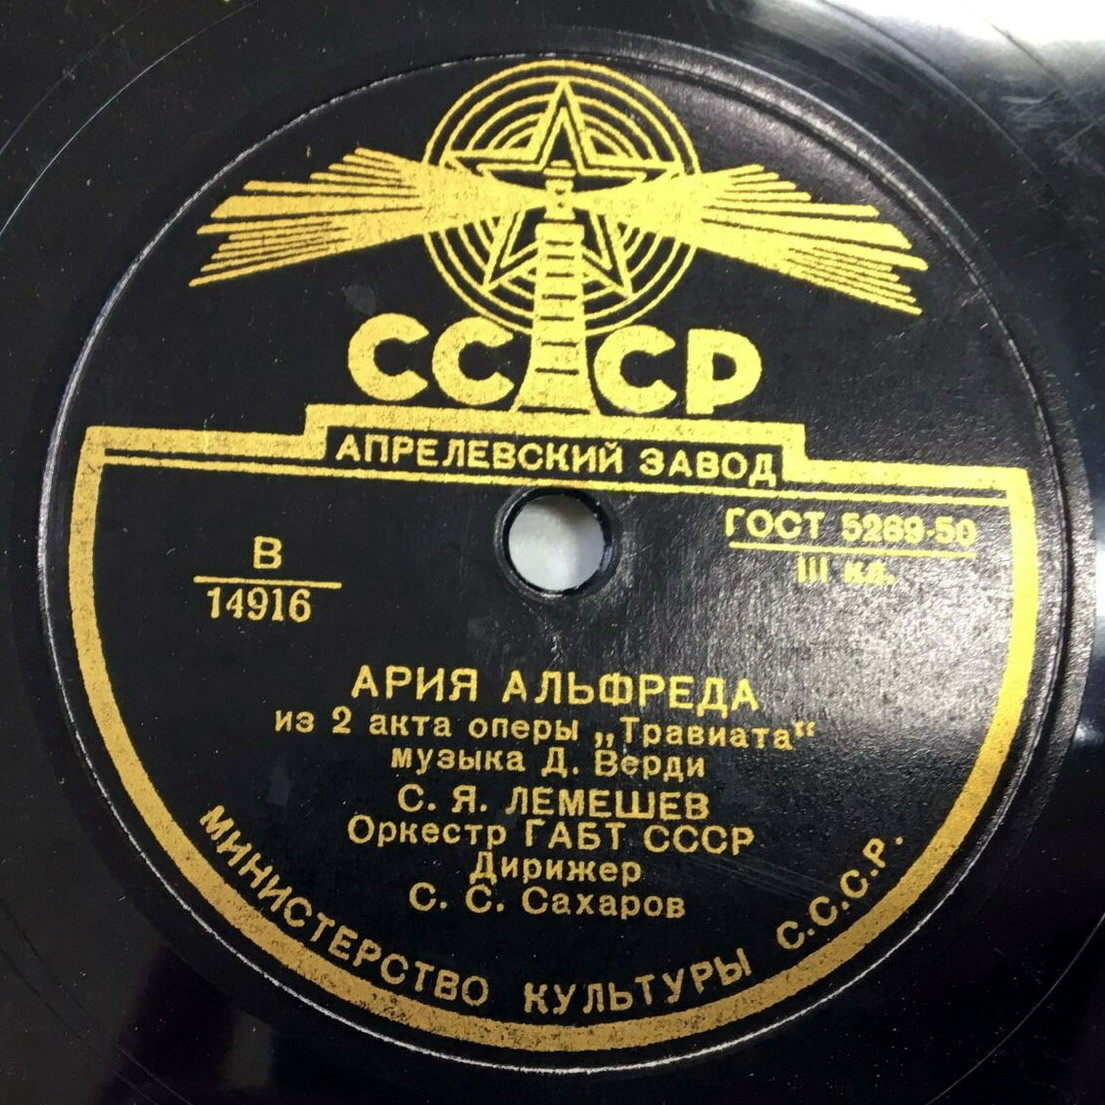 СССР
АПРЕЛЕВСКИЙ ЗАВОД
ГОСТ 5289-50
III кл.
В
14916
АРИЯ АЛЬФРЕДА
из 2 акта оперы „Травиата“
музыка Д. Верди
С. Я. ЛЕМЕШЕВ
Оркестр ГАБТ СССР
Дирижер
С. С. Сахаров
МИНИСТЕРСТВО КУЛЬТУРЫ С.С.С.Р.